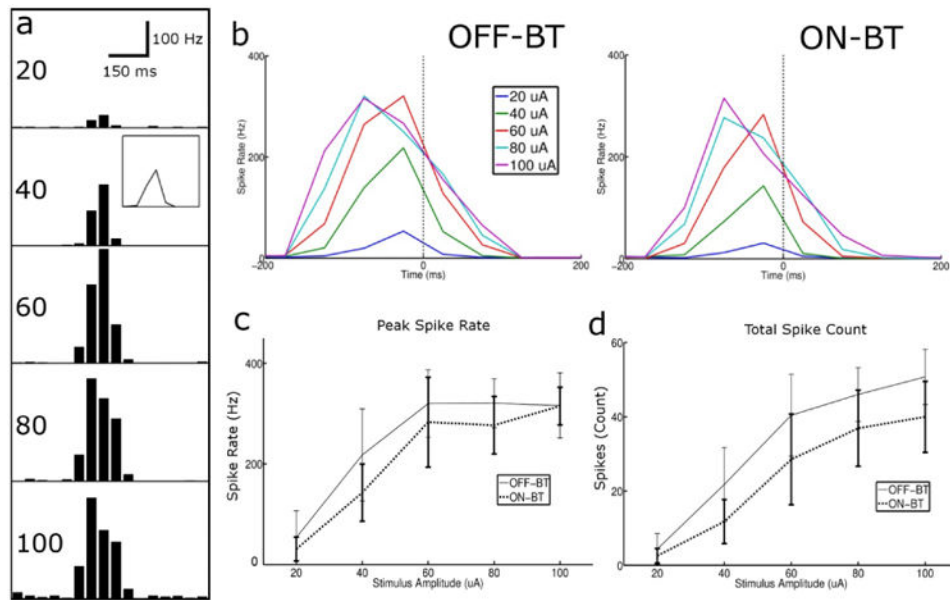 a
100 Hz
150 ms
20
40
60
80
100
b
OFF-BT
ON-BT
400
200
0
-200
0
200
Spike Rate (Hz)
Time (ms)
20 uA
40 uA
60 uA
80 uA
100 uA
400
200
0
-200
0
200
Spike Rate (Hz)
Time (ms)
c
Peak Spike Rate
400
200
0
20
40
60
80
100
Spike Rate (Hz)
Stimulus Amplitude (uA)
OFF-BT
ON-BT
d
Total Spike Count
60
40
20
0
20
40
60
80
100
Spikes (Count)
Stimulus Amplitude (uA)
OFF-BT
ON-BT